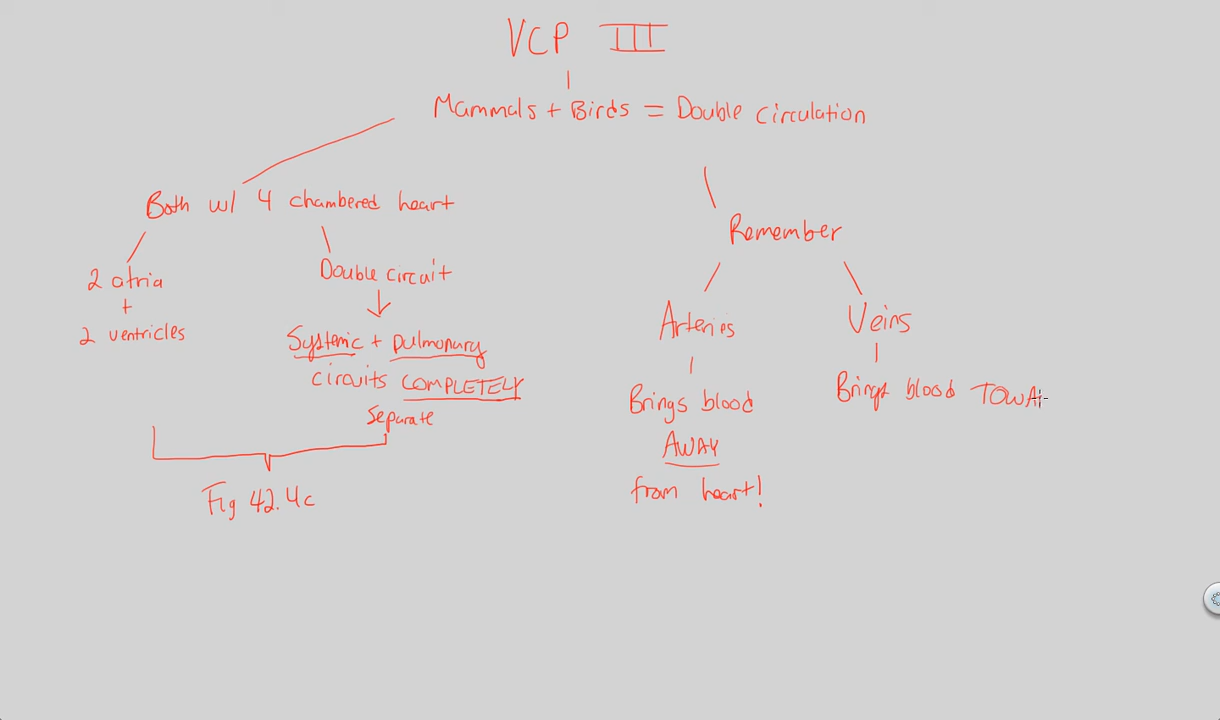 VCP III
Mammals + Birds = Double circulation
Both w/ 4 chambered heart
2 atria
+
2 ventricles
Double circuit
Systemic + pulmonary
circuits COMPLETELY
separate
Fig 42.4c
Remember
Arteries
Brings blood
AWAY
from heart!
Veins
Brings blood TOWA